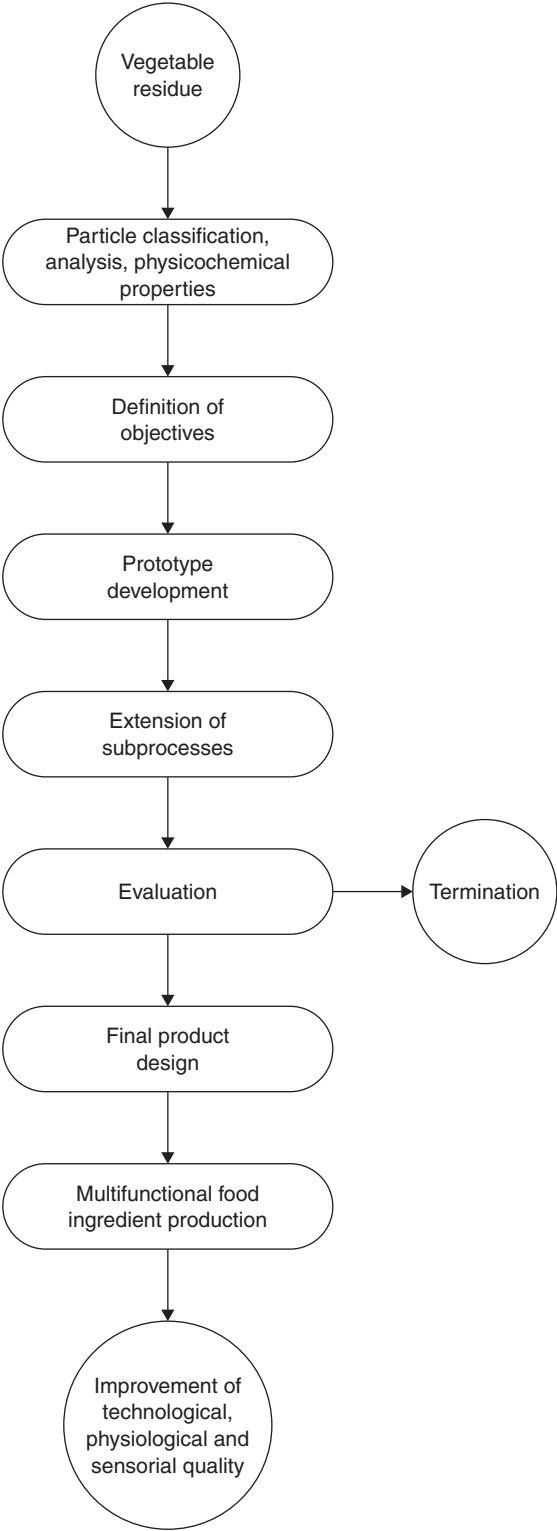 Vegetable
residue
Particle classification,
analysis, physicochemical
properties
Definition of
objectives
Prototype
development
Extension of
subprocesses
Evaluation
Termination
Final product
design
Multifunctional food
ingredient production
Improvement of
technological,
physiological and
sensorial quality